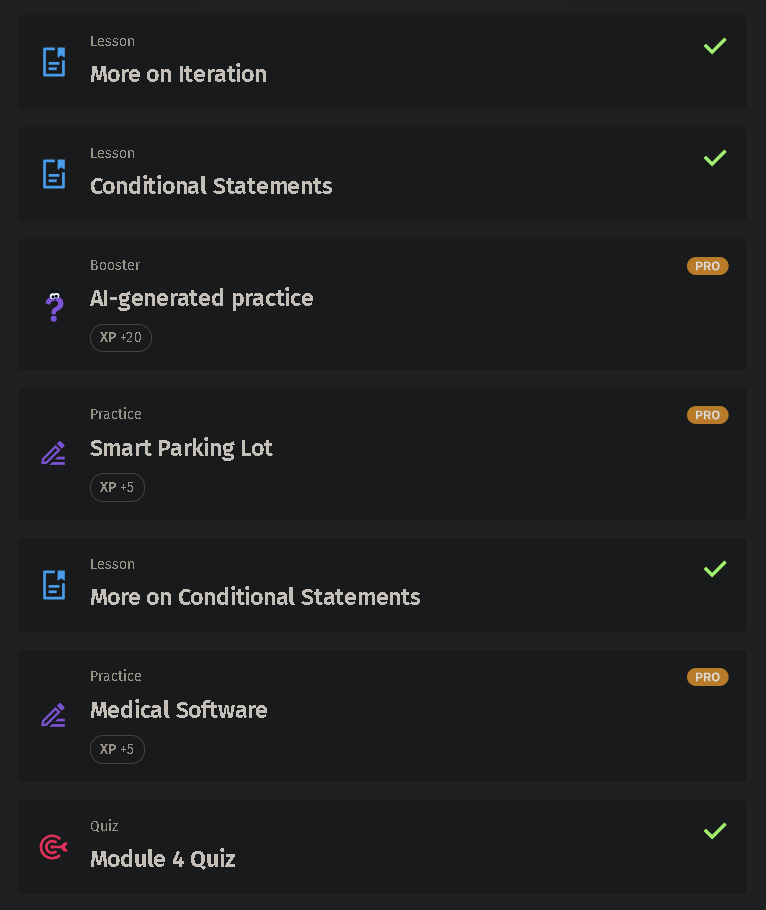 Lesson
More on Iteration
Lesson
Conditional Statements
Booster
PRO
AI-generated practice
XP +20
Practice
PRO
Smart Parking Lot
XP +5
Lesson
More on Conditional Statements
Practice
PRO
Medical Software
XP +5
Quiz
Module 4 Quiz